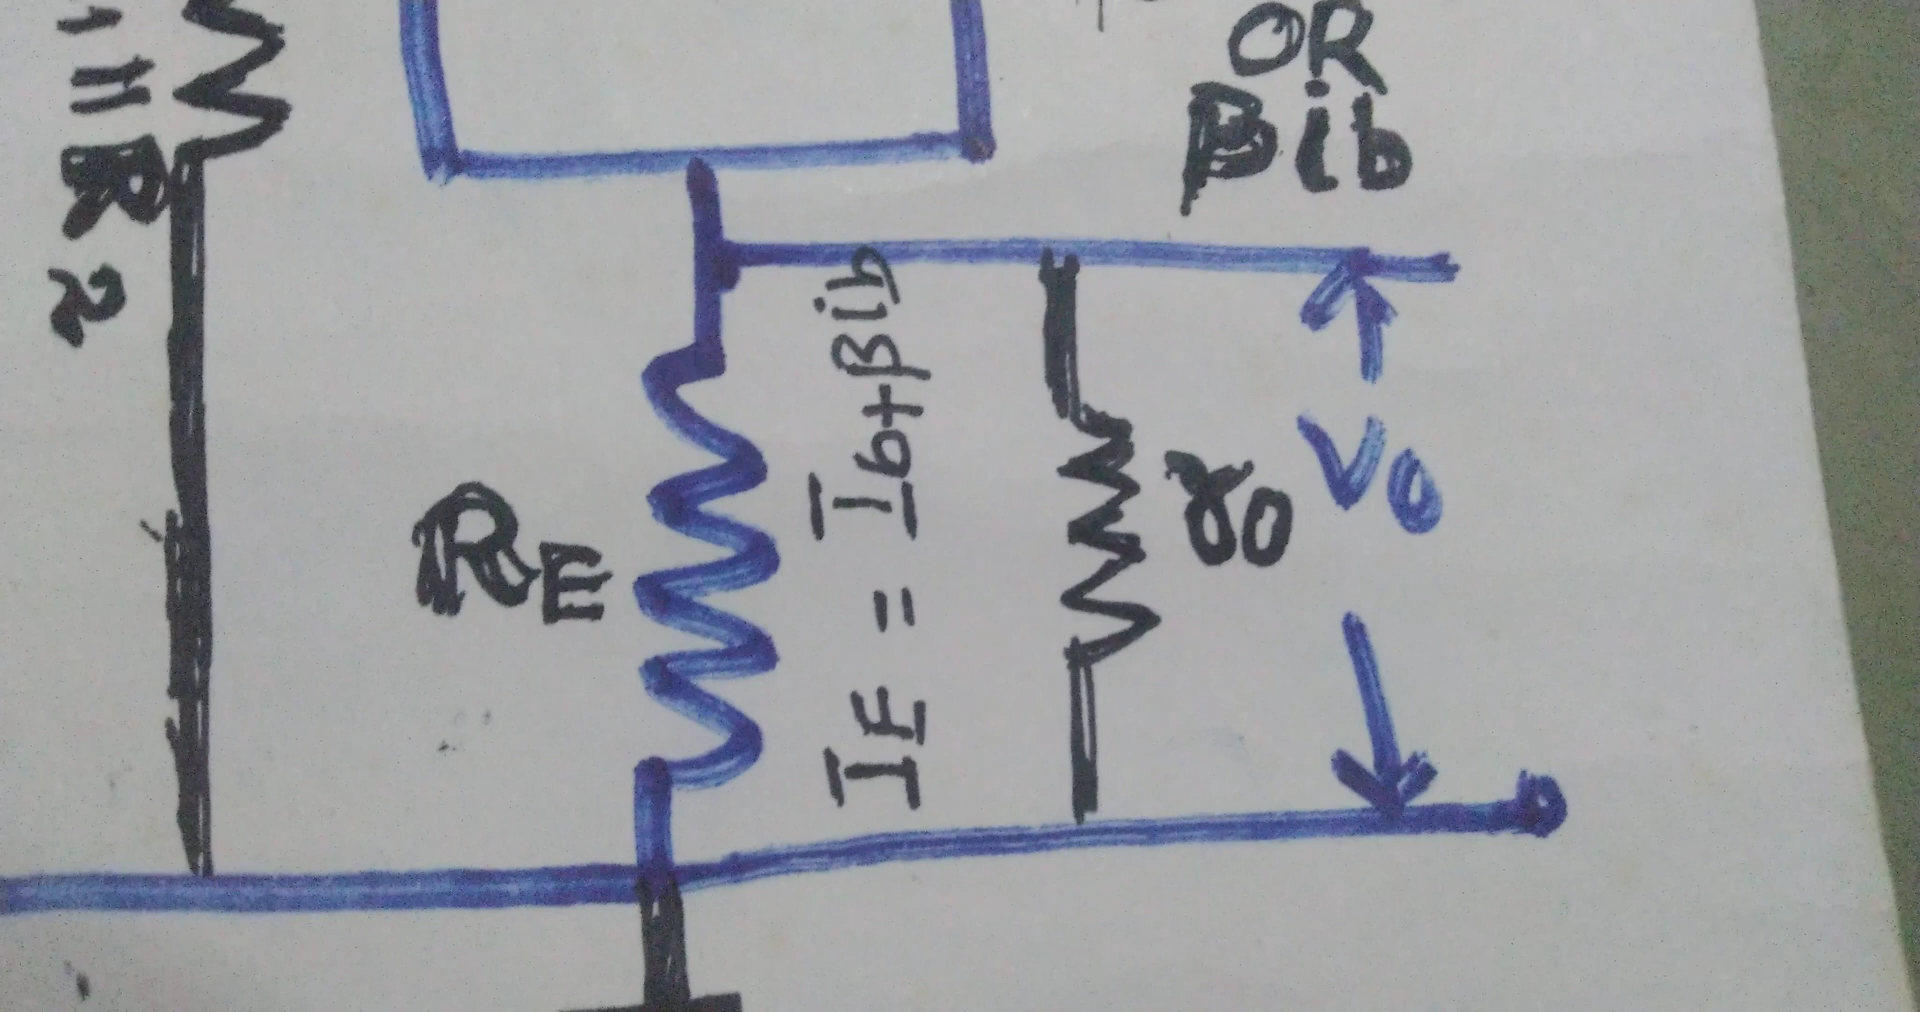 OR
βib
|| R2
RE
IE = Ib+βib
ro
Vo